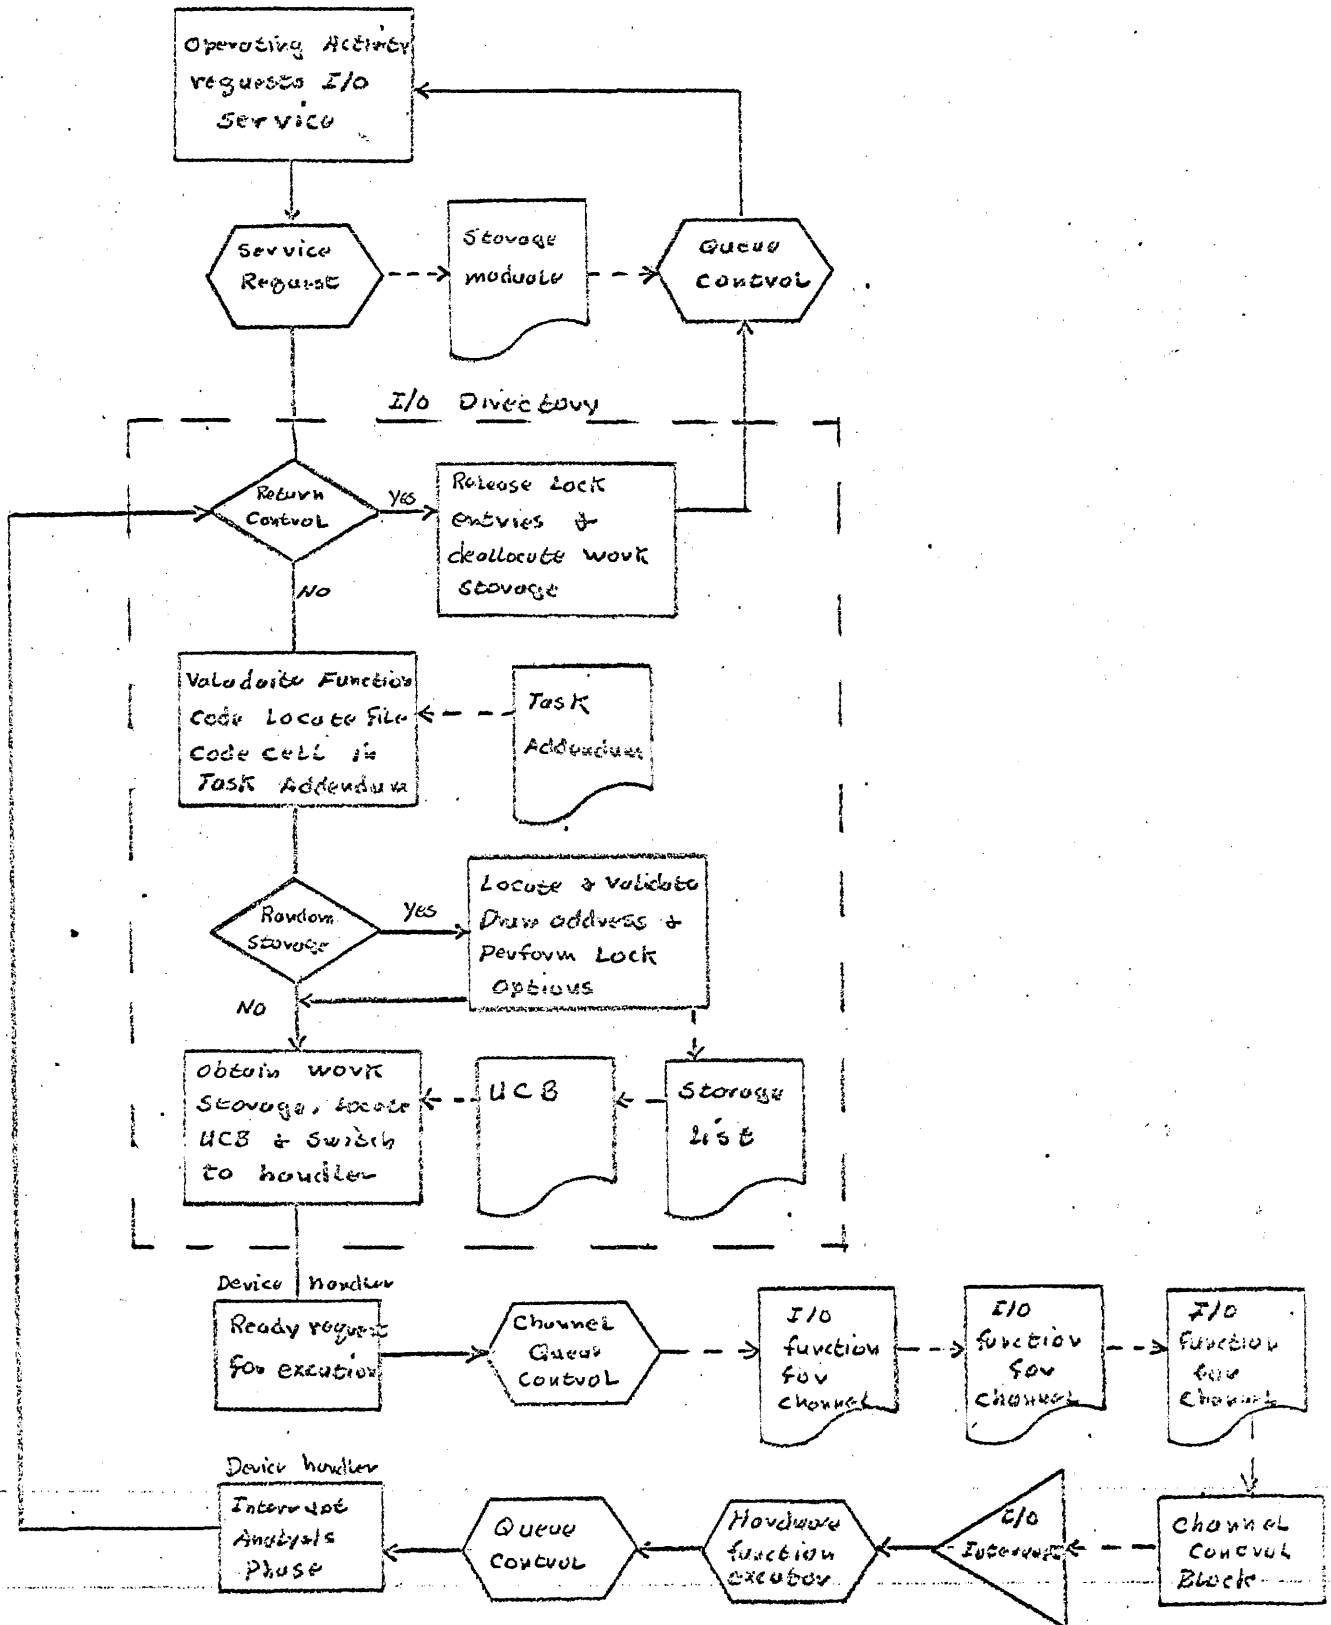 Operating Activity
requests I/O
Service
Service
Request
Storage
moduole
Queue
Control
I/O Directory
Return
Control
Yes
Release Lock
entries &
deallocate work
Storage
No
Valadaite Function
Code Locate File
Code Cell in
Task Addendum
Task
Addendum
Random
Storage
Yes
Locate & Validate
Drum address &
Perform Lock
Options
No
Obtain work
Storage, Locate
UCB & Switch
to handler
UCB
Storage
List
Device handler
Ready request
for excution
Channel
Queue
Control
I/O
function
for
channel
I/O
function
for
channel
I/O
function
for
channel
Device handler
Interrupt
Analysis
Phase
Queue
Control
Hardware
function
excutor
I/O
Interrupt
Channel
Control
Block